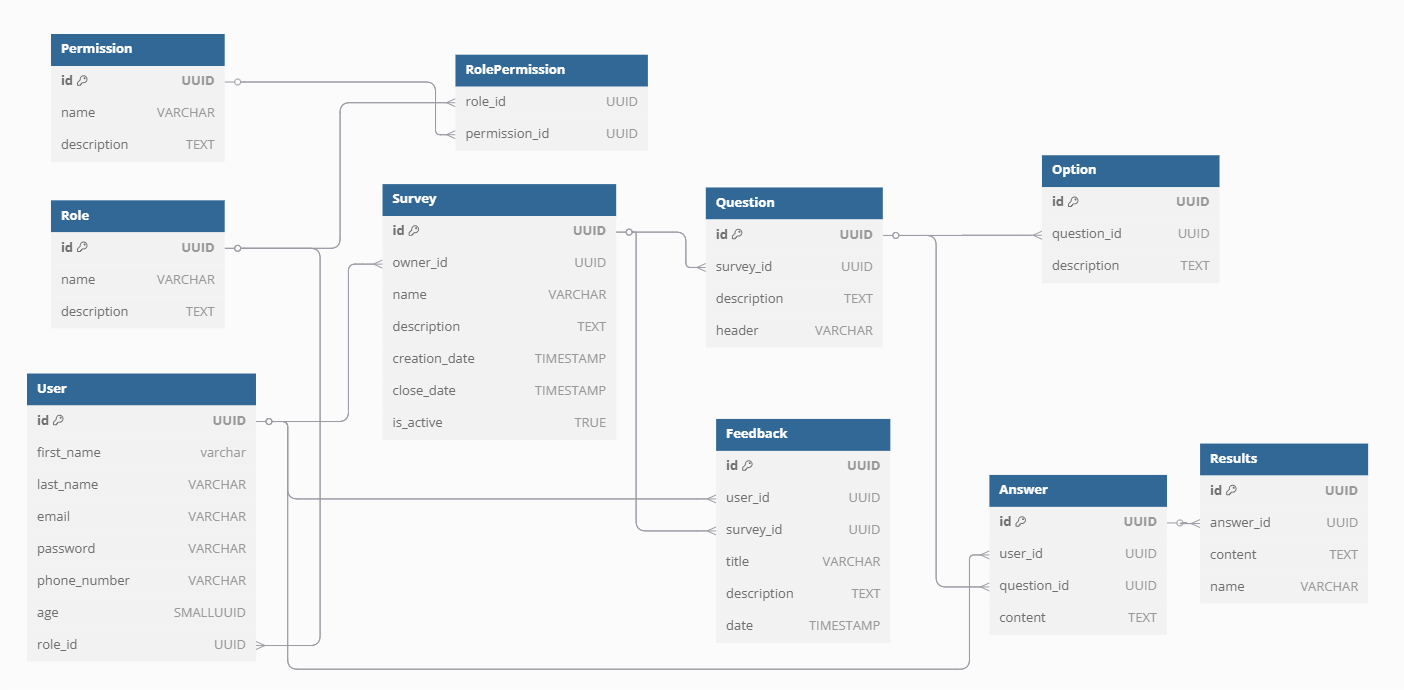 Permission
id UUID
name VARCHAR
description TEXT
RolePermission
role_id UUID
permission_id UUID
Role
id UUID
name VARCHAR
description TEXT
Survey
id UUID
owner_id UUID
name VARCHAR
description TEXT
creation_date TIMESTAMP
close_date TIMESTAMP
is_active TRUE
Question
id UUID
survey_id UUID
description TEXT
header VARCHAR
Option
id UUID
question_id UUID
description TEXT
User
id UUID
first_name varchar
last_name VARCHAR
email VARCHAR
password VARCHAR
phone_number VARCHAR
age SMALLUUID
role_id UUID
Feedback
id UUID
user_id UUID
survey_id UUID
title VARCHAR
description TEXT
date TIMESTAMP
Answer
id UUID
user_id UUID
question_id UUID
content TEXT
Results
id UUID
answer_id UUID
content TEXT
name VARCHAR